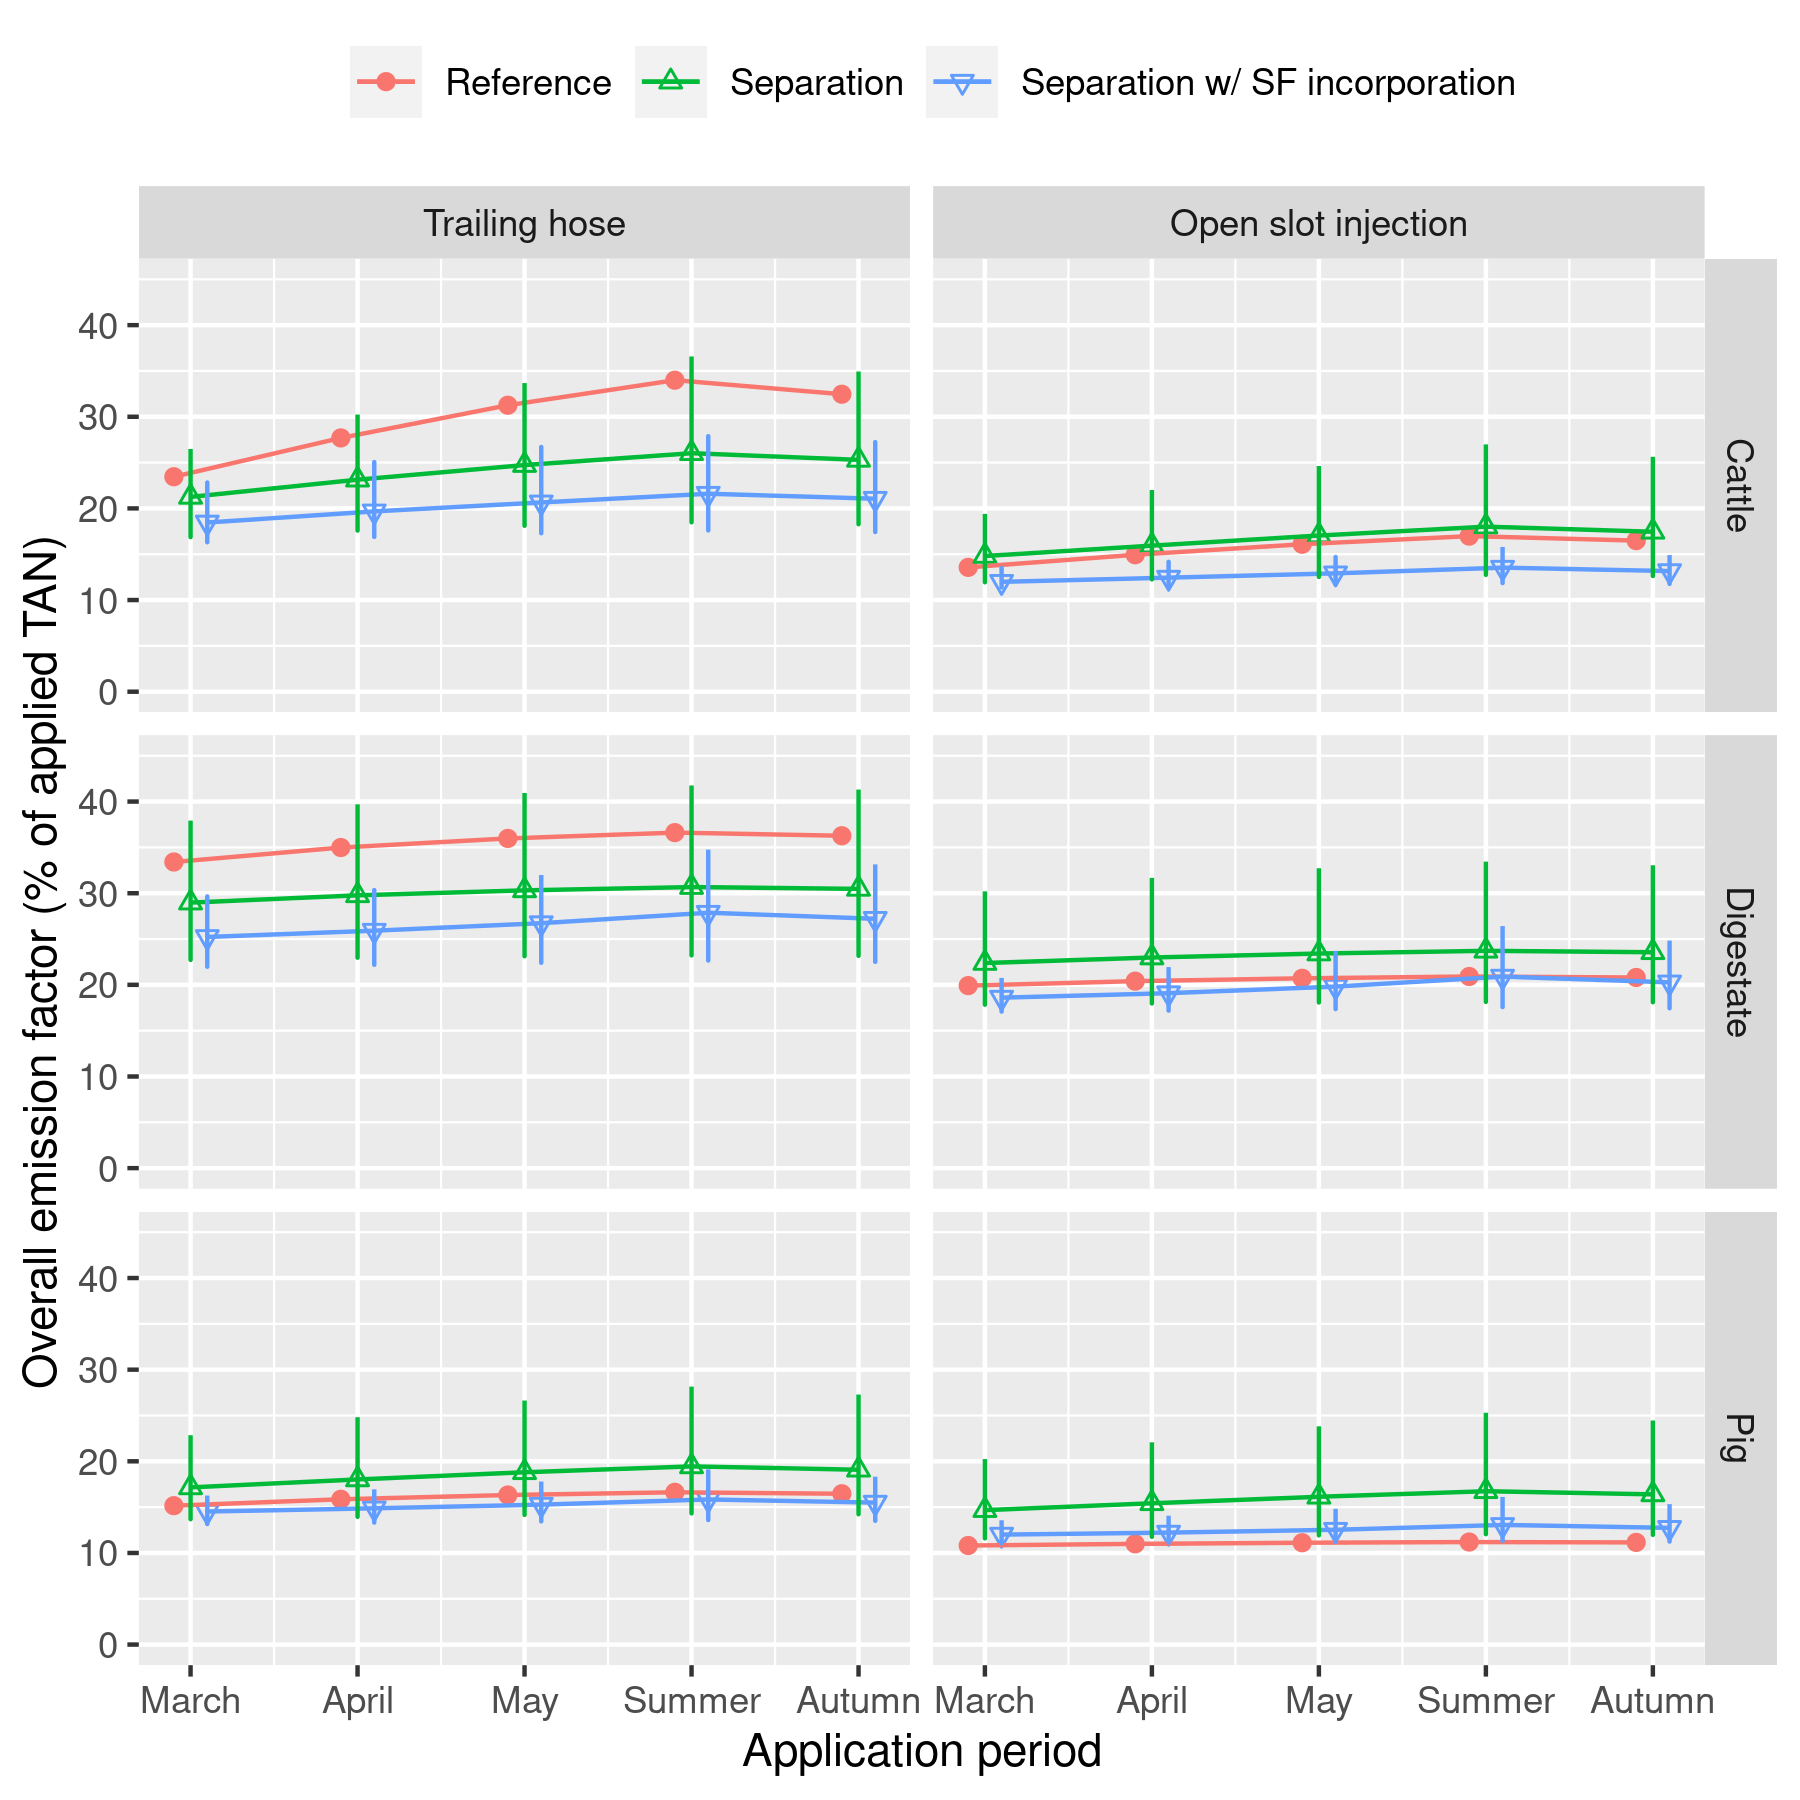 Reference Separation Separation w/ SF incorporation
Trailing hose Open slot injection
Overall emission factor (% of applied TAN)
40
30
20
10
0
Cattle
40
30
20
10
0
Digestate
40
30
20
10
0
Pig
March April May Summer Autumn March April May Summer Autumn
Application period